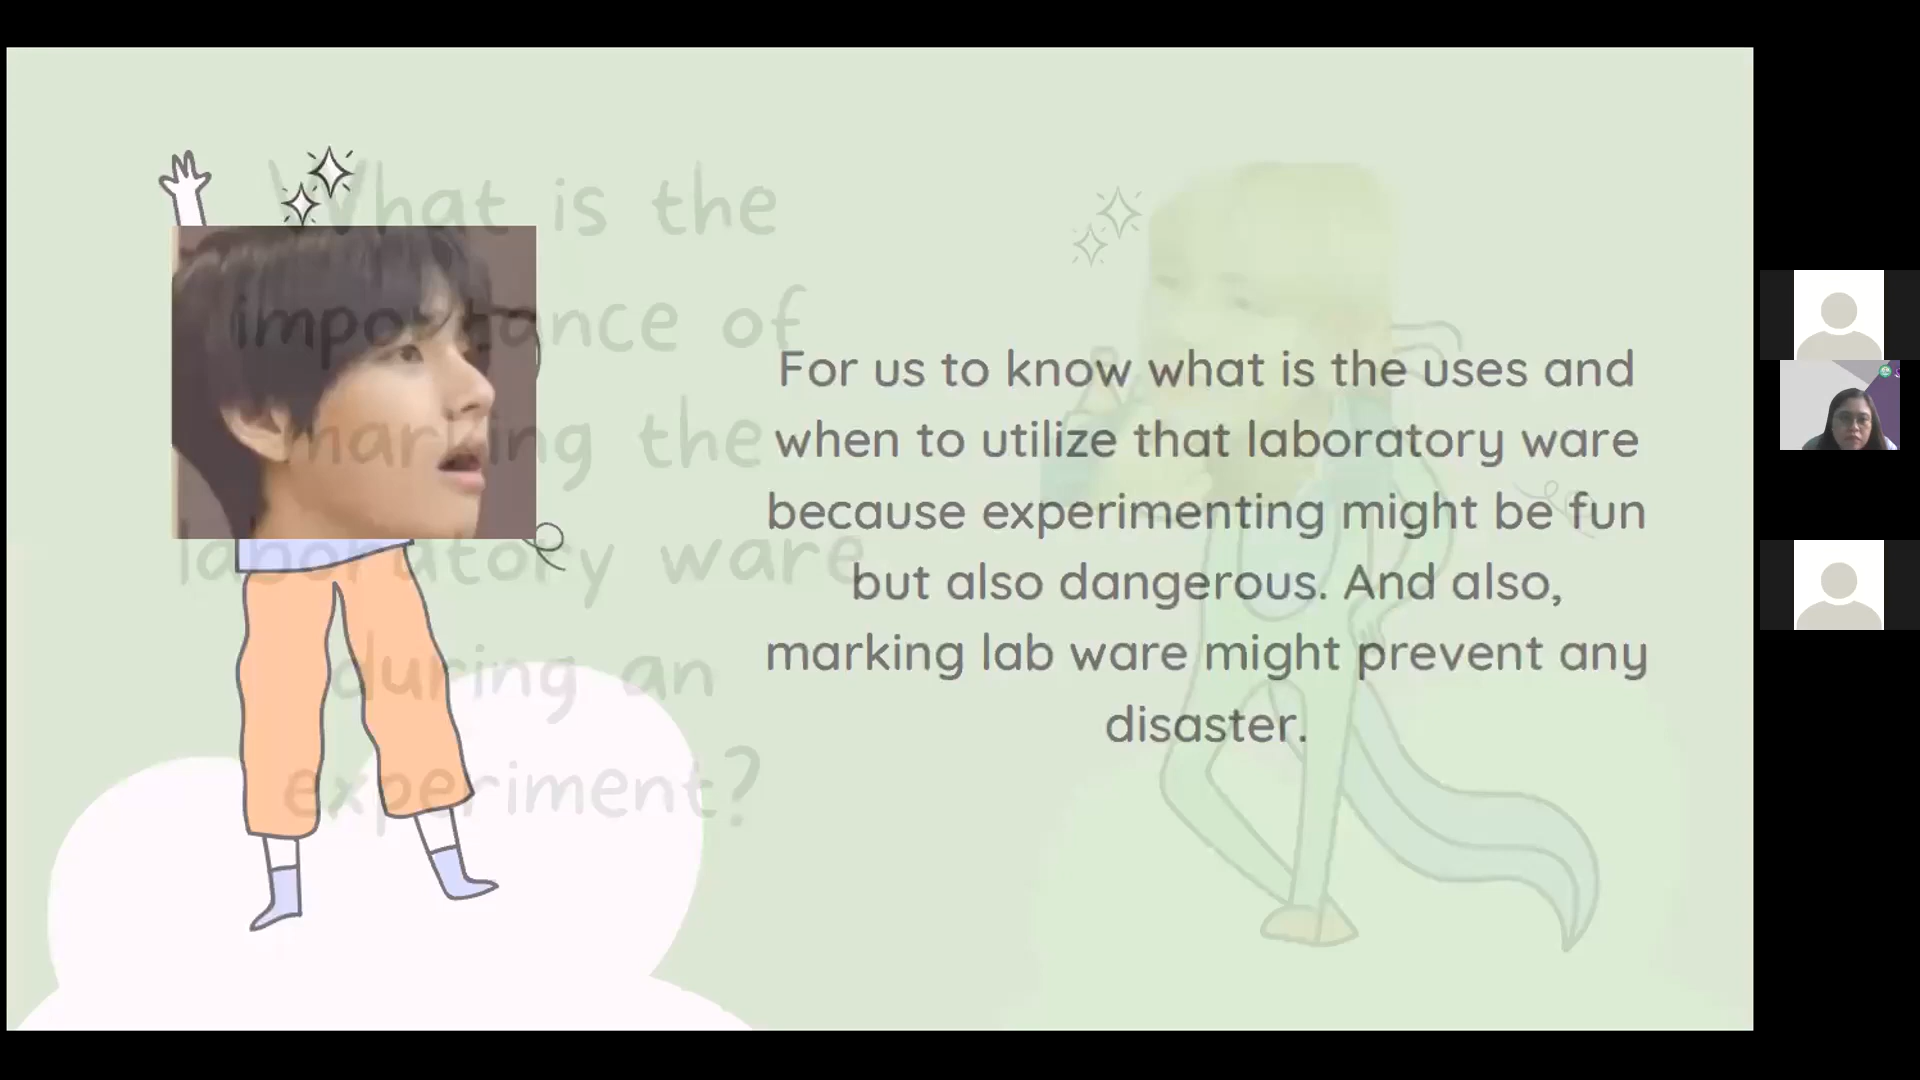 What is the
importance of
marking the
laboratory ware
during an
experiment?
For us to know what is the uses and
when to utilize that laboratory ware
because experimenting might be fun
but also dangerous. And also,
marking lab ware might prevent any
disaster.